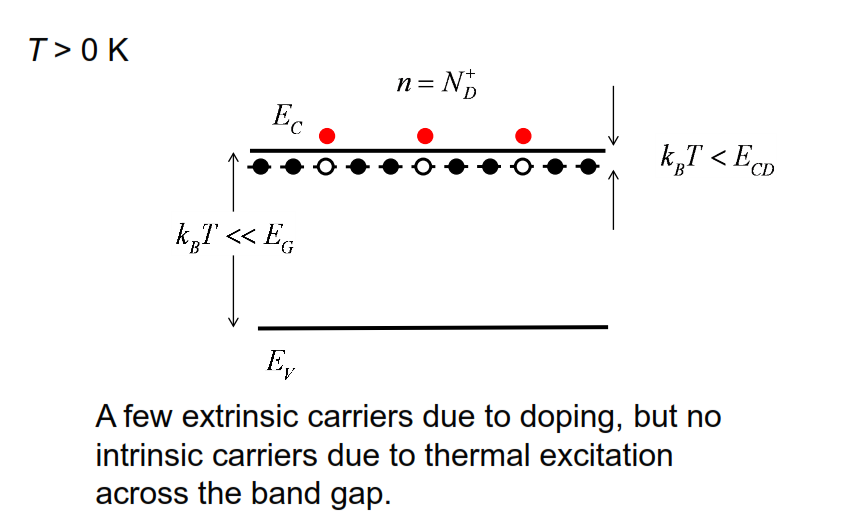 T > 0 K
n = N_D^+
E_C
k_BT < E_CD
k_BT << E_G
E_V
A few extrinsic carriers due to doping, but no
intrinsic carriers due to thermal excitation
across the band gap.